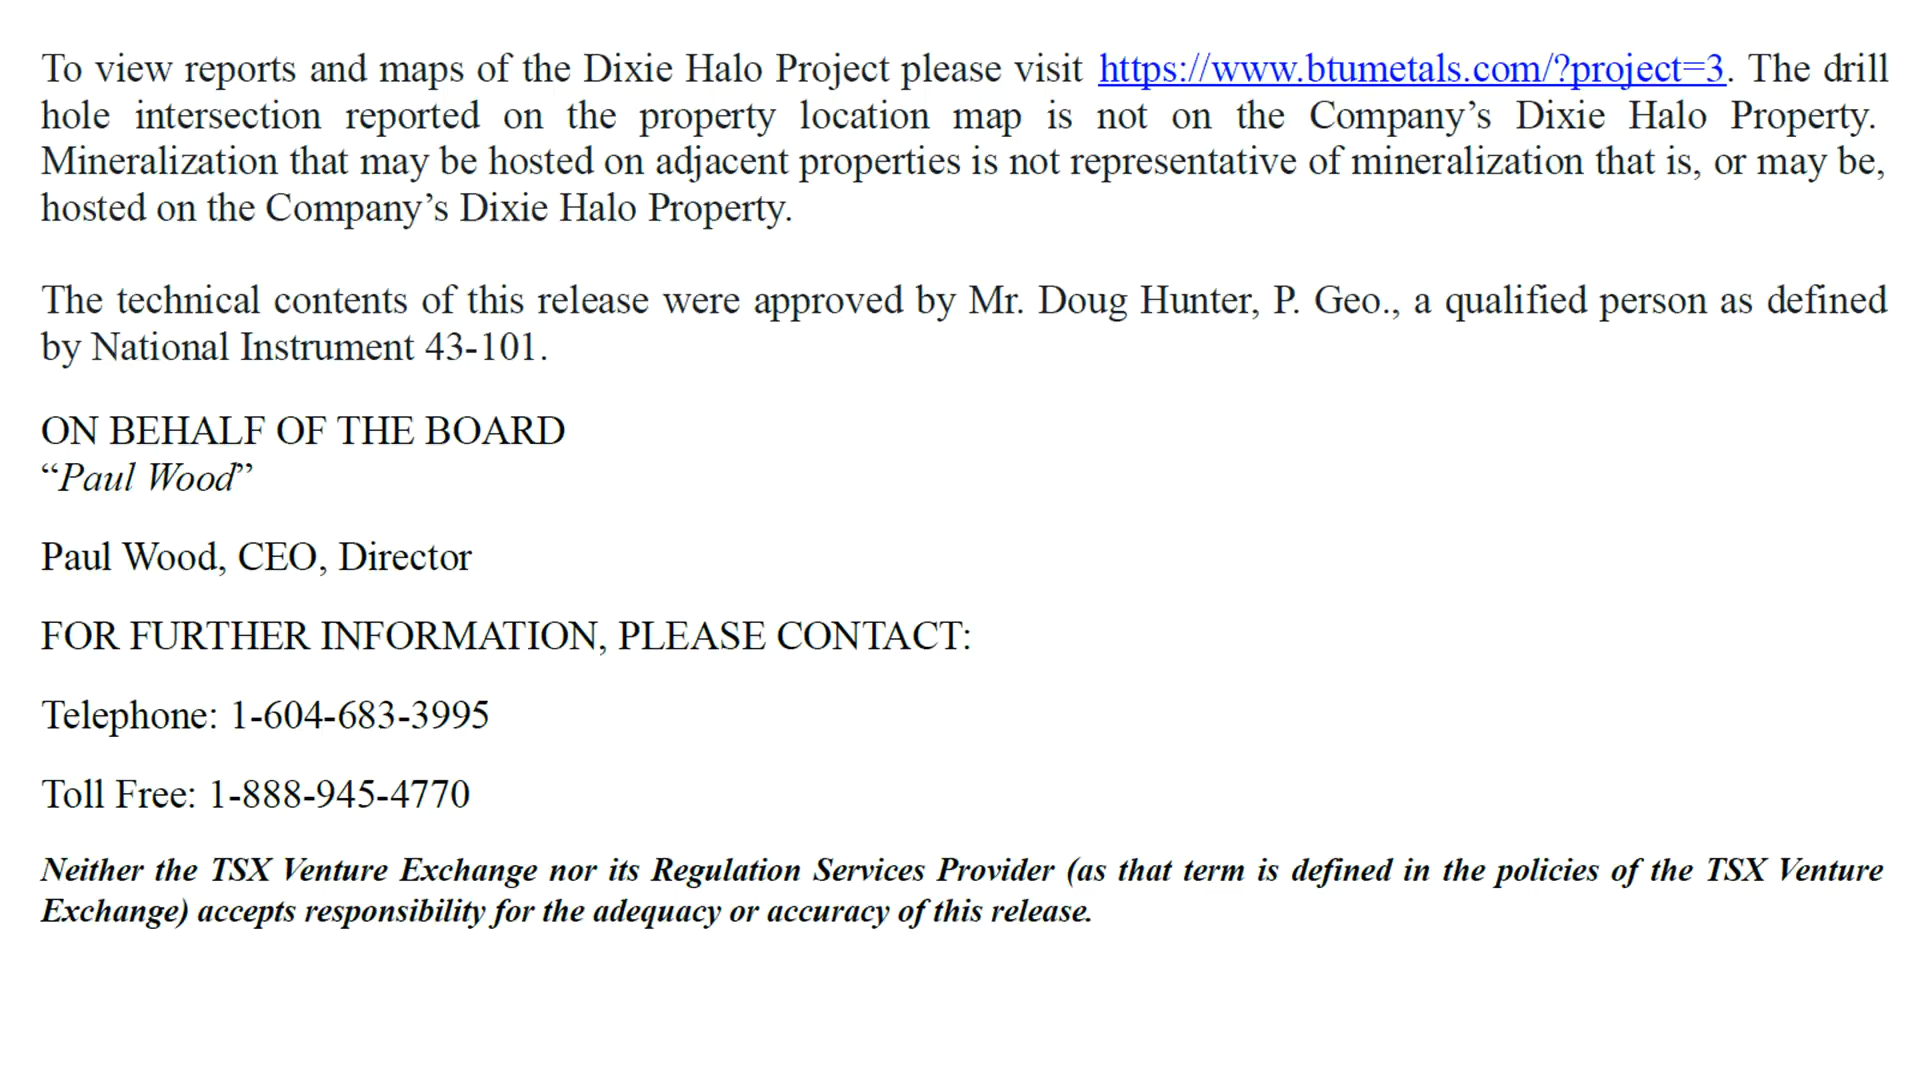 To view reports and maps of the Dixie Halo Project please visit https://www.btumetals.com/?project=3. The drill
hole intersection reported on the property location map is not on the Company’s Dixie Halo Property.
Mineralization that may be hosted on adjacent properties is not representative of mineralization that is, or may be,
hosted on the Company’s Dixie Halo Property.
The technical contents of this release were approved by Mr. Doug Hunter, P. Geo., a qualified person as defined
by National Instrument 43-101.
ON BEHALF OF THE BOARD
“Paul Wood”
Paul Wood, CEO, Director
FOR FURTHER INFORMATION, PLEASE CONTACT:
Telephone: 1-604-683-3995
Toll Free: 1-888-945-4770
Neither the TSX Venture Exchange nor its Regulation Services Provider (as that term is defined in the policies of the TSX Venture
Exchange) accepts responsibility for the adequacy or accuracy of this release.